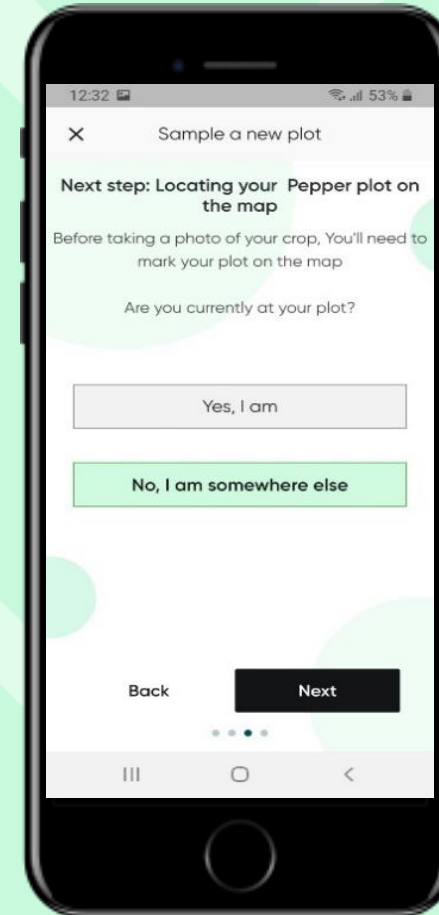 12:32 53%
Sample a new plot
Next step: Locating your Pepper plot on
the map
Before taking a photo of your crop, You'll need to
mark your plot on the map
Are you currently at your plot?
Yes, I am
No, I am somewhere else
Back Next